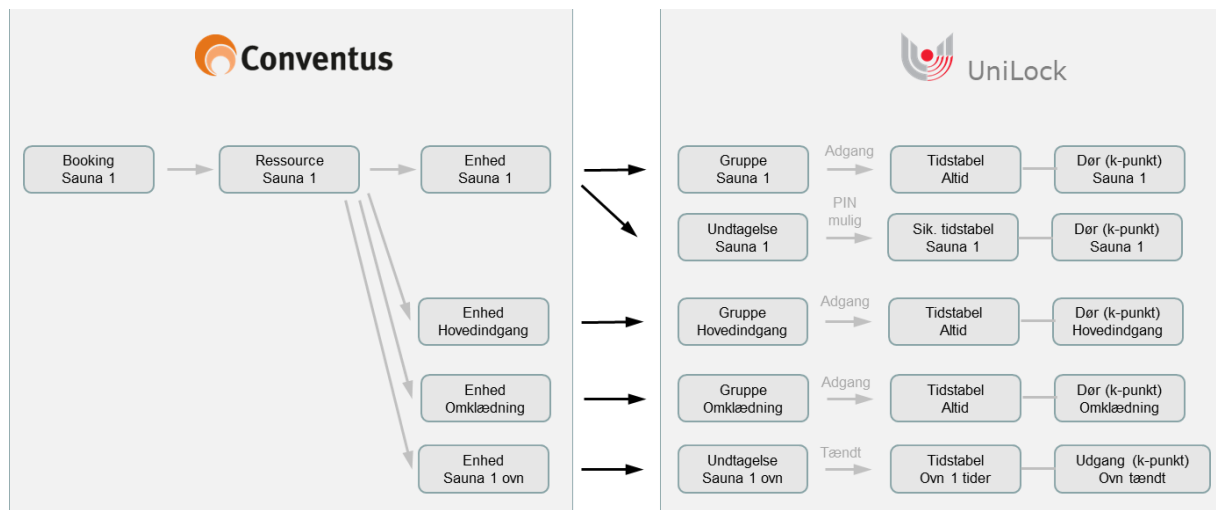 Conventus
UniLock
Booking
Sauna 1
Ressource
Sauna 1
Enhed
Sauna 1
Gruppe
Sauna 1
Adgang
Tidstabel
Altid
Dør (k-punkt)
Sauna 1
Undtagelse
Sauna 1
PIN
mulig
Sik. tidstabel
Sauna 1
Dør (k-punkt)
Sauna 1
Enhed
Hovedindgang
Gruppe
Hovedindgang
Adgang
Tidstabel
Altid
Dør (k-punkt)
Hovedindgang
Enhed
Omklædning
Gruppe
Omklædning
Adgang
Tidstabel
Altid
Dør (k-punkt)
Omklædning
Enhed
Sauna 1 ovn
Undtagelse
Sauna 1 ovn
Tændt
Tidstabel
Ovn 1 tider
Udgang (k-punkt)
Ovn tændt